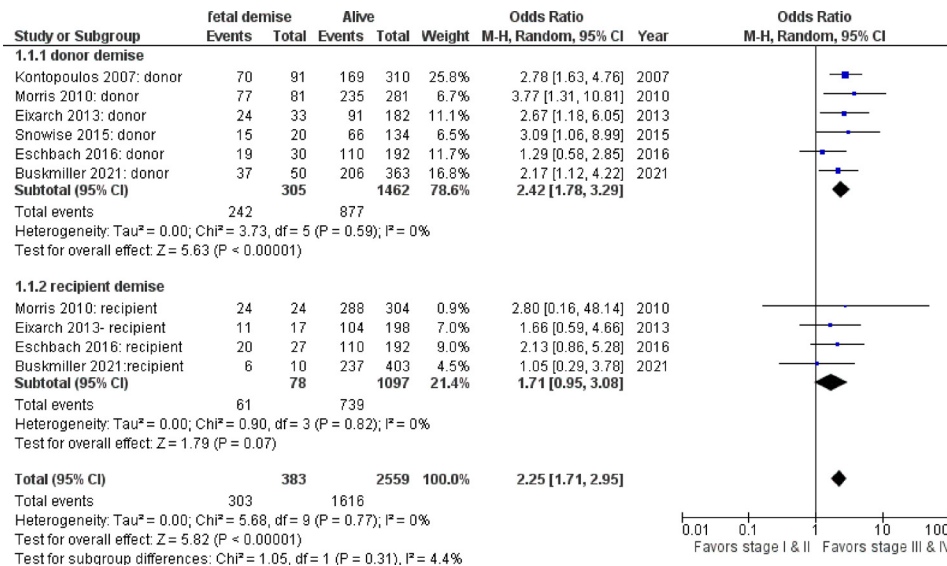 fetal demise Alive Odds Ratio Odds Ratio
Study or Subgroup Events Total Events Total Weight M-H, Random, 95% CI Year M-H, Random, 95% CI
1.1.1 donor demise
Kontopoulos 2007: donor 70 91 169 310 25.8% 2.78 [1.63, 4.76] 2007
Morris 2010: donor 77 81 235 281 6.7% 3.77 [1.31, 10.81] 2010
Eixarch 2013: donor 24 33 91 182 11.1% 2.67 [1.18, 6.05] 2013
Snowise 2015: donor 15 20 66 134 6.5% 3.09 [1.06, 8.99] 2015
Eschbach 2016: donor 19 30 110 192 11.7% 1.29 [0.58, 2.85] 2016
Buskmiller 2021: donor 37 50 206 363 16.8% 2.17 [1.12, 4.22] 2021
Subtotal (95% CI) 305 1462 78.6% 2.42 [1.78, 3.29]
Total events 242 877
Heterogeneity: Tau² = 0.00; Chi² = 3.73, df = 5 (P = 0.59); I² = 0%
Test for overall effect: Z = 5.63 (P < 0.00001)
1.1.2 recipient demise
Morris 2010: recipient 24 24 288 304 0.9% 2.80 [0.16, 48.14] 2010
Eixarch 2013- recipient 11 17 104 198 7.0% 1.66 [0.59, 4.66] 2013
Eschbach 2016: recipient 20 27 110 192 9.0% 2.13 [0.86, 5.28] 2016
Buskmiller 2021:recipient 6 10 237 403 4.5% 1.05 [0.29, 3.78] 2021
Subtotal (95% CI) 78 1097 21.4% 1.71 [0.95, 3.08]
Total events 61 739
Heterogeneity: Tau² = 0.00; Chi² = 0.90, df = 3 (P = 0.82); I² = 0%
Test for overall effect: Z = 1.79 (P = 0.07)
Total (95% CI) 383 2559 100.0% 2.25 [1.71, 2.95]
Total events 303 1616
Heterogeneity: Tau² = 0.00; Chi² = 5.68, df = 9 (P = 0.77); I² = 0%
Test for overall effect: Z = 5.82 (P < 0.00001)
Test for subgroup differences: Chi² = 1.05, df = 1 (P = 0.31), I² = 4.4%
0.01 0.1 1 10 100
Favors stage I & II Favors stage III & IV